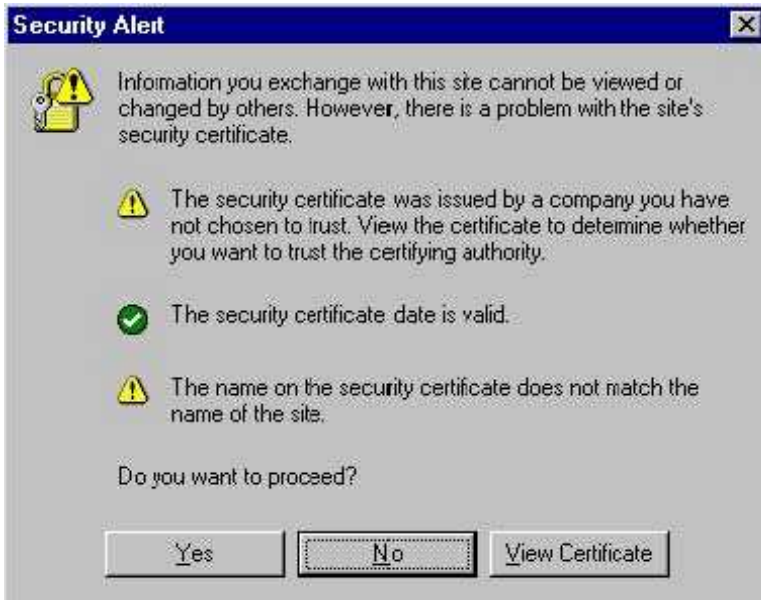 Security Alert
Information you exchange with this site cannot be viewed or
changed by others. However, there is a problem with the site's
security certificate.
The security certificate was issued by a company you have
not chosen to trust. View the certificate to determine whether
you want to trust the certifying authority.
The security certificate date is valid.
The name on the security certificate does not match the
name of the site.
Do you want to proceed?
Yes
No
View Certificate